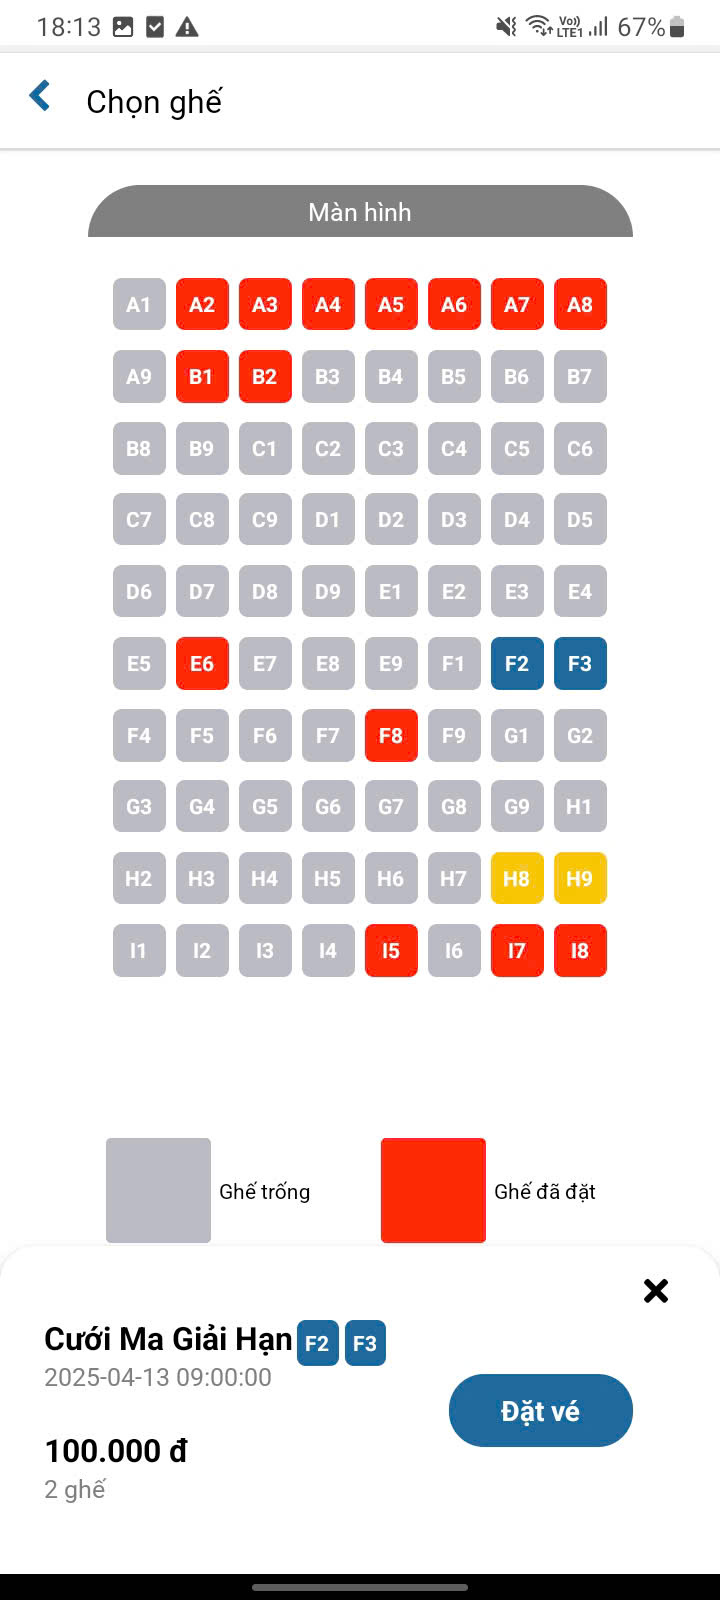 18:13 Vo)) LTE1 67%
Chọn ghế
Màn hình
A1 A2 A3 A4 A5 A6 A7 A8
A9 B1 B2 B3 B4 B5 B6 B7
B8 B9 C1 C2 C3 C4 C5 C6
C7 C8 C9 D1 D2 D3 D4 D5
D6 D7 D8 D9 E1 E2 E3 E4
E5 E6 E7 E8 E9 F1 F2 F3
F4 F5 F6 F7 F8 F9 G1 G2
G3 G4 G5 G6 G7 G8 G9 H1
H2 H3 H4 H5 H6 H7 H8 H9
I1 I2 I3 I4 I5 I6 I7 I8
Ghế trống Ghế đã đặt
Cưới Ma Giải Hạn F2 F3
2025-04-13 09:00:00
Đặt vé
100.000 đ
2 ghế